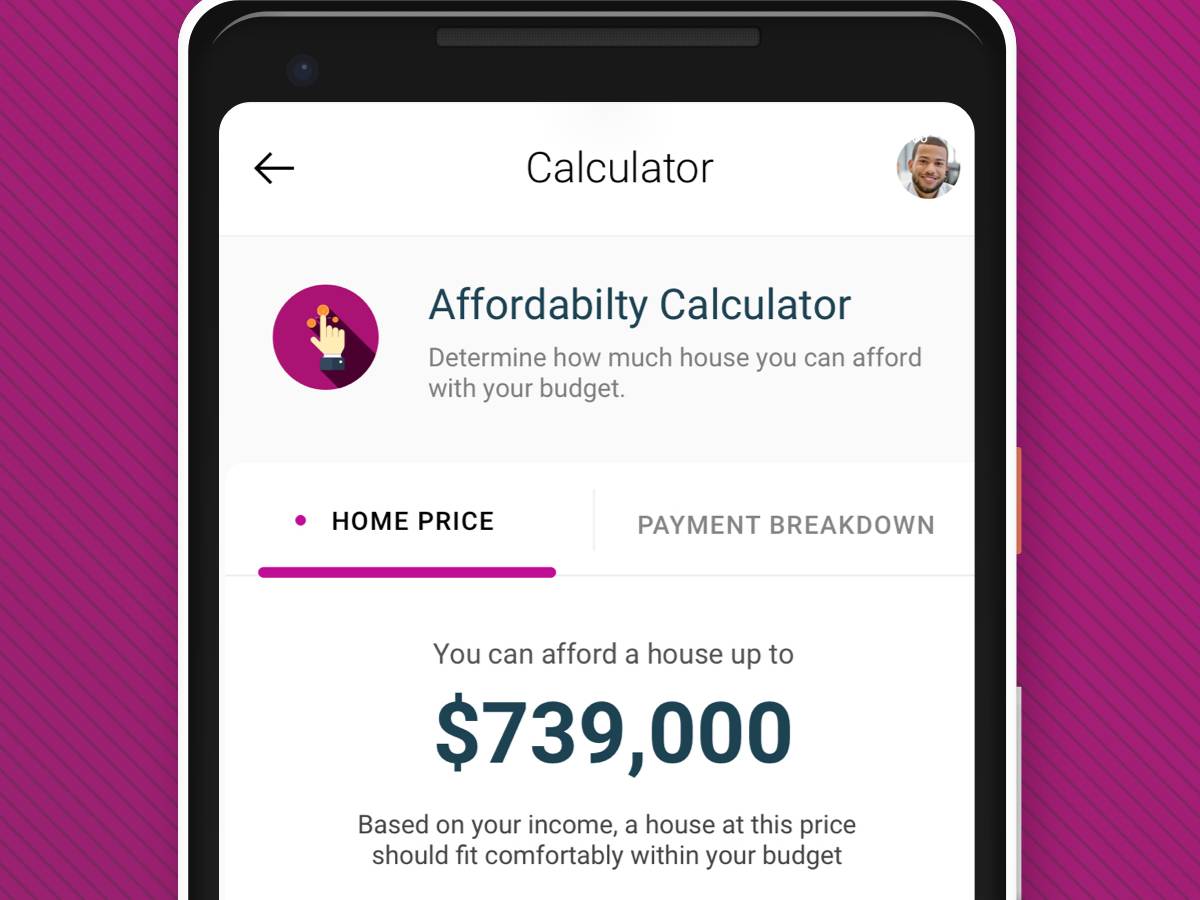 Calculator
Affordabilty Calculator
Determine how much house you can afford
with your budget.
HOME PRICE
PAYMENT BREAKDOWN
You can afford a house up to
$739,000
Based on your income, a house at this price
should fit comfortably within your budget